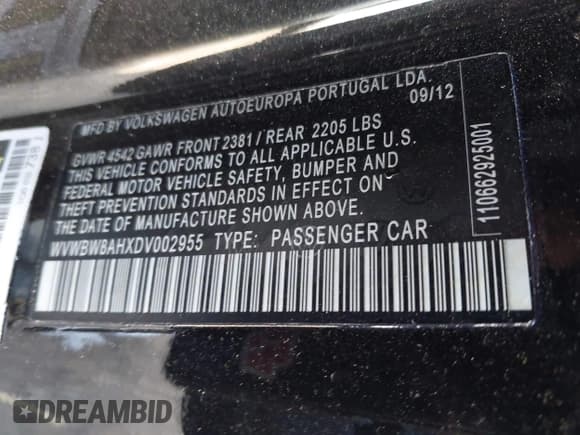 MFD BY VOLKSWAGEN AUTOEUROPA PORTUGAL LDA.
09/12
GVWR 4542 GAWR FRONT 2381 / REAR 2205 LBS
THIS VEHICLE CONFORMS TO ALL APPLICABLE U.S.
FEDERAL MOTOR VEHICLE SAFETY, BUMPER AND
THEFT PREVENTION STANDARDS IN EFFECT ON
THE DATE OF MANUFACTURE SHOWN ABOVE.
WVWBW8AHXDV002955 TYPE: PASSENGER CAR
110662925001
DREAMBID